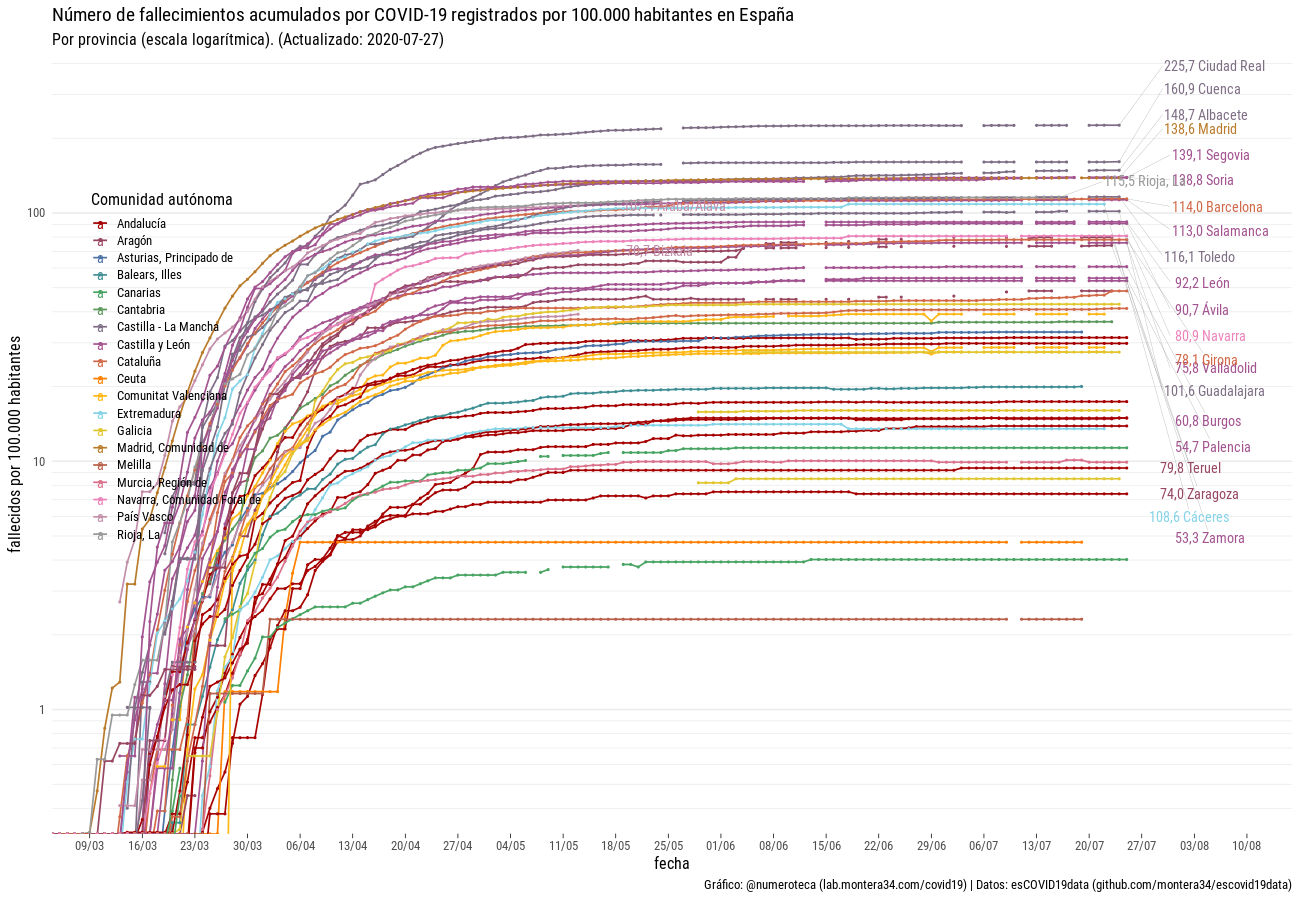 Número de fallecimientos acumulados por COVID-19 registrados por 100.000 habitantes en España
Por provincia (escala logarítmica). (Actualizado: 2020-07-27)
fallecidos por 100.000 habitantes
100
10
1
Comunidad autónoma
Andalucía
Aragón
Asturias, Principado de
Balears, Illes
Canarias
Cantabria
Castilla - La Mancha
Castilla y León
Cataluña
Ceuta
Comunitat Valenciana
Extremadura
Galicia
Madrid, Comunidad de
Melilla
Murcia, Región de
Navarra, Comunidad Foral de
País Vasco
Rioja, La
225,7 Ciudad Real
160,9 Cuenca
148,7 Albacete
138,6 Madrid
139,1 Segovia
115,5 Rioja,
138,8 Soria
114,0 Barcelona
113,0 Salamanca
116,1 Toledo
92,2 León
90,7 Ávila
80,9 Navarra
78,1 Girona
75,8 Valladolid
101,6 Guadalajara
60,8 Burgos
54,7 Palencia
79,8 Teruel
74,0 Zaragoza
108,6 Cáceres
53,3 Zamora
09/03 16/03 23/03 30/03 06/04 13/04 20/04 27/04 04/05 11/05 18/05 25/05 01/06 08/06 15/06 22/06 29/06 06/07 13/07 20/07 27/07 03/08 10/08
fecha
Gráfico: @numeroteca (lab.montera34.com/covid19) | Datos: esCOVID19data (github.com/montera34/escovid19data)